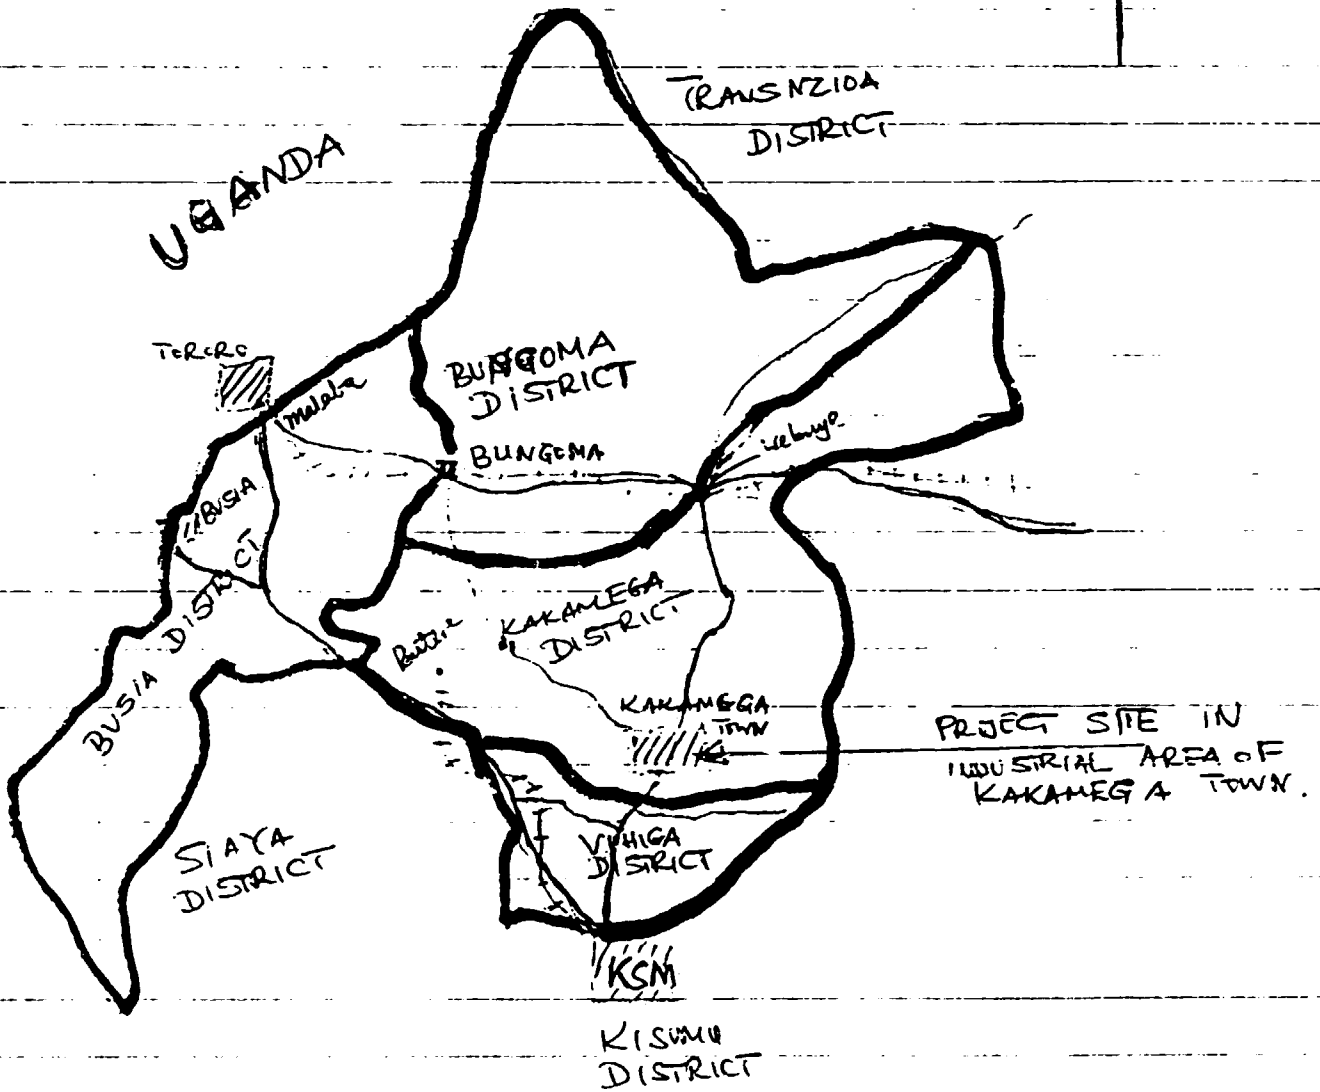 TRANSNZIOA
DISTRICT
UGANDA
TORORO
BUNGOMA
DISTRICT
malaba
BUNGOMA
webuye
BUSIA
BUSIA DISTRICT
KAKAMEGA
DISTRICT
KAKAMEGA
TOWN
PROJECT SITE IN
INDUSTRIAL AREA OF
KAKAMEGA TOWN.
SIAYA
DISTRICT
VIHIGA
DISTRICT
KSM
KISUMU
DISTRICT